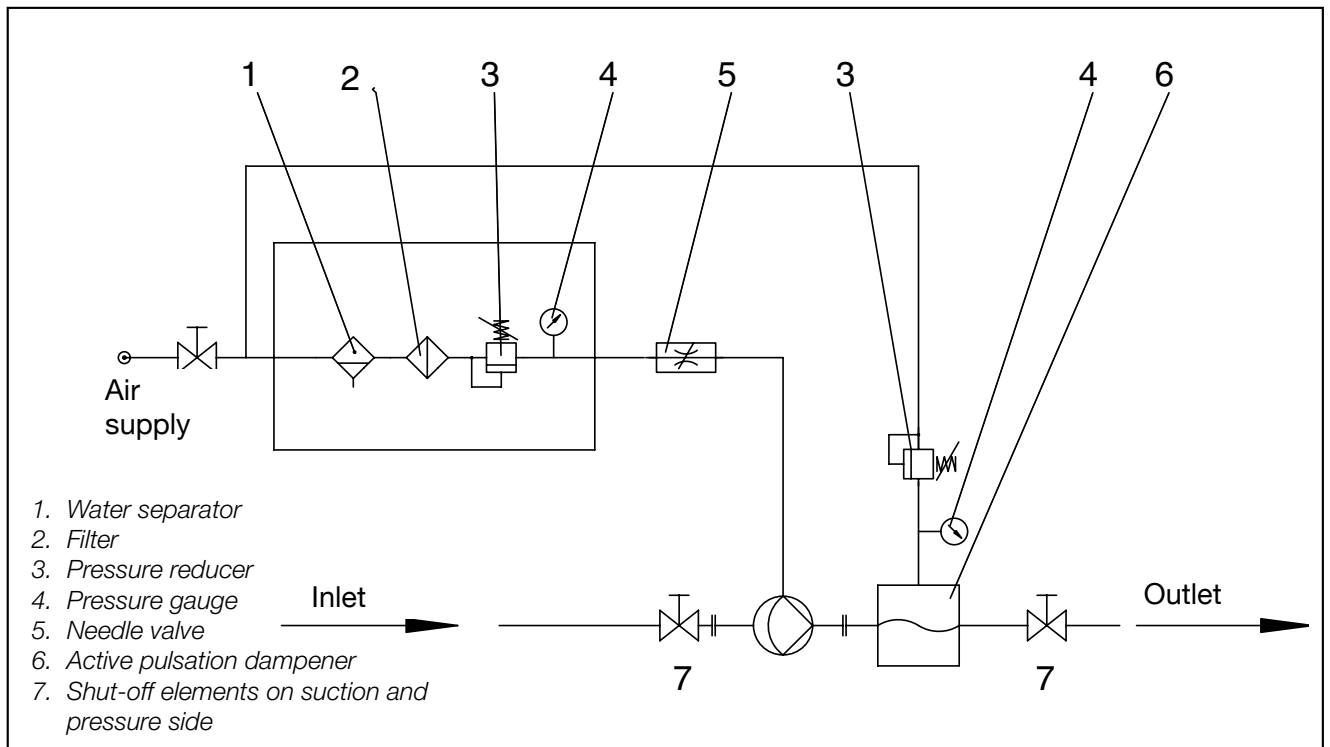 1 2 3 4 5 3 4 6
Air
supply
1. Water separator
2. Filter
3. Pressure reducer
4. Pressure gauge
5. Needle valve
6. Active pulsation dampener
7. Shut-off elements on suction and
pressure side
Inlet
Outlet
7 7